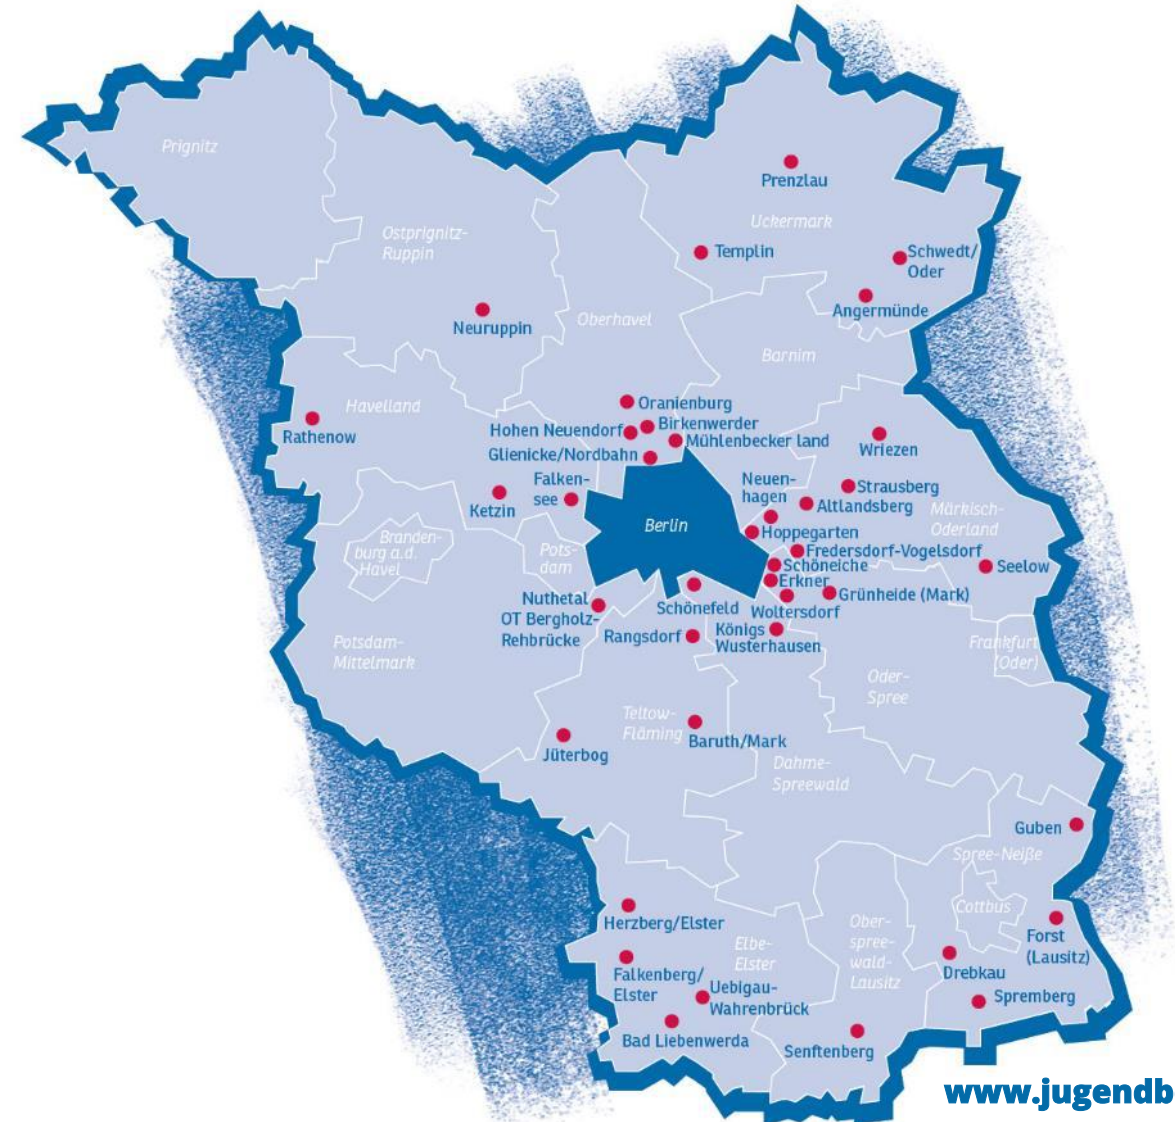 Prignitz
Prenzlau
Uckermark
Ostprignitz-
Ruppin
Templin
Schwedt/
Oder
Angermünde
Neuruppin
Oberhavel
Barnim
Havelland
Oranienburg
Birkenwerder
Hohen Neuendorf
Mühlenbecker land
Glienicke/Nordbahn
Rathenow
Wriezen
Falken-
see
Ketzin
Neuen-
hagen
Strausberg
Altlandsberg
Märkisch-
Oderland
Berlin
Hoppegarten
Branden-
burg a.d.
Havel
Pots-
dam
Fredersdorf-Vogelsdorf
Schöneiche
Seelow
Erkner
Grünheide (Mark)
Woltersdorf
Schönefeld
Nuthetal
OT Bergholz-
Rehbrücke
Rangsdorf
Königs
Wusterhausen
Potsdam-
Mittelmark
Frankfurt
(Oder)
Oder-
Spree
Teltow-
Fläming
Baruth/Mark
Jüterbog
Dahme-
Spreewald
Guben
Spree-Neiße
Cottbus
Herzberg/Elster
Forst
(Lausitz)
Elbe-
Elster
Ober-
spree-
wald-
Lausitz
Drebkau
Falkenberg/
Elster
Uebigau-
Wahrenbrück
Spremberg
Bad Liebenwerda
Senftenberg
www.jugendb